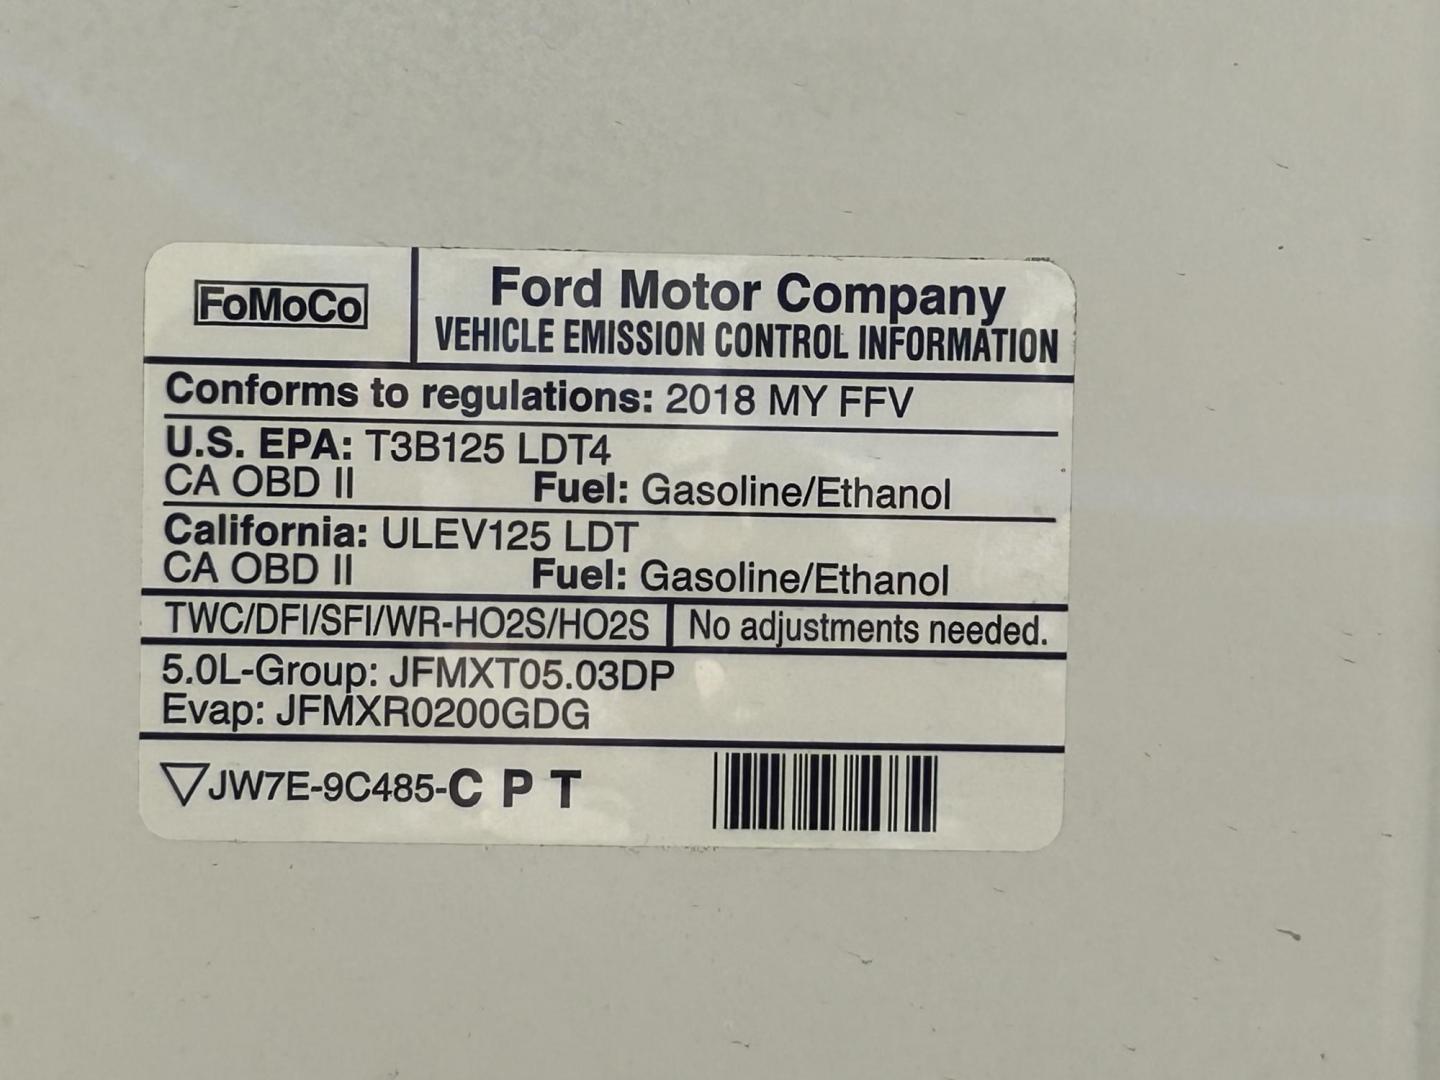 FoMoCo
Ford Motor Company
VEHICLE EMISSION CONTROL INFORMATION
Conforms to regulations: 2018 MY FFV
U.S. EPA: T3B125 LDT4
CA OBD II Fuel: Gasoline/Ethanol
California: ULEV125 LDT
CA OBD II Fuel: Gasoline/Ethanol
TWC/DFI/SFI/WR-HO2S/HO2S No adjustments needed.
5.0L-Group: JFMXT05.03DP
Evap: JFMXR0200GDG
JW7E-9C485-C P T